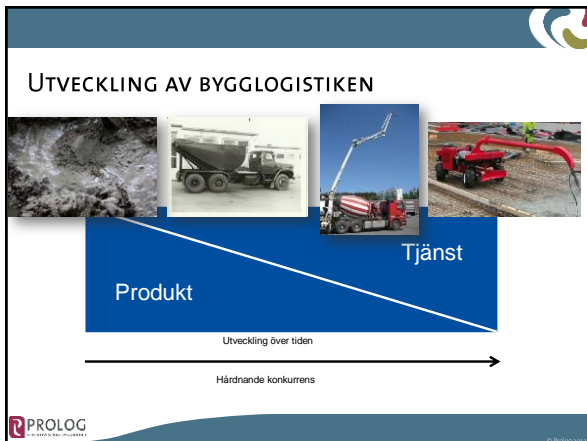 UTVECKLING AV BYGGLOGISTIKEN
Tjänst
Produkt
Utveckling över tiden
Hårdnande konkurrens
PROLOG